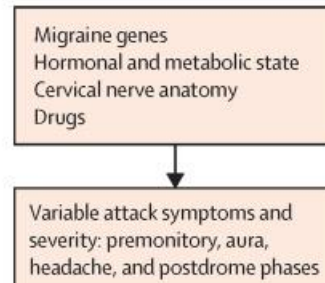 Migraine genes
Hormonal and metabolic state
Cervical nerve anatomy
Drugs
Variable attack symptoms and
severity: premonitory, aura,
headache, and postdrome phases